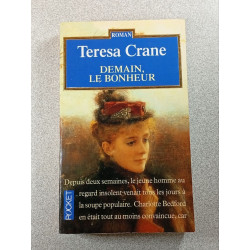 ROMAN
Teresa Crane
DEMAIN,
LE BONHEUR
Depuis deux semaines, le jeune homme au
regard insolent venait tous les jours à
la soupe populaire. Charlotte Bedford
en était tout au moins convaincue, car
POCKET